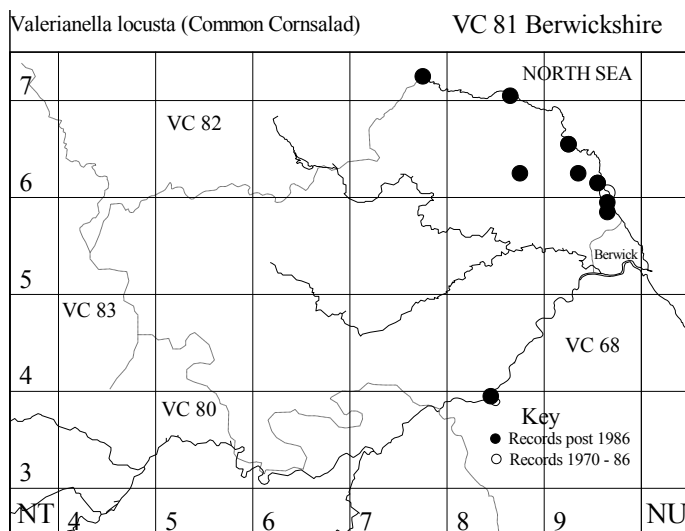 Valerianella locusta (Common Cornsalad) VC 81 Berwickshire
NORTH SEA
7
VC 82
6
Berwick
5
VC 83
VC 68
4
VC 80
Key
Records post 1986
Records 1970 - 86
3
NT 4 5 6 7 8 9 NU